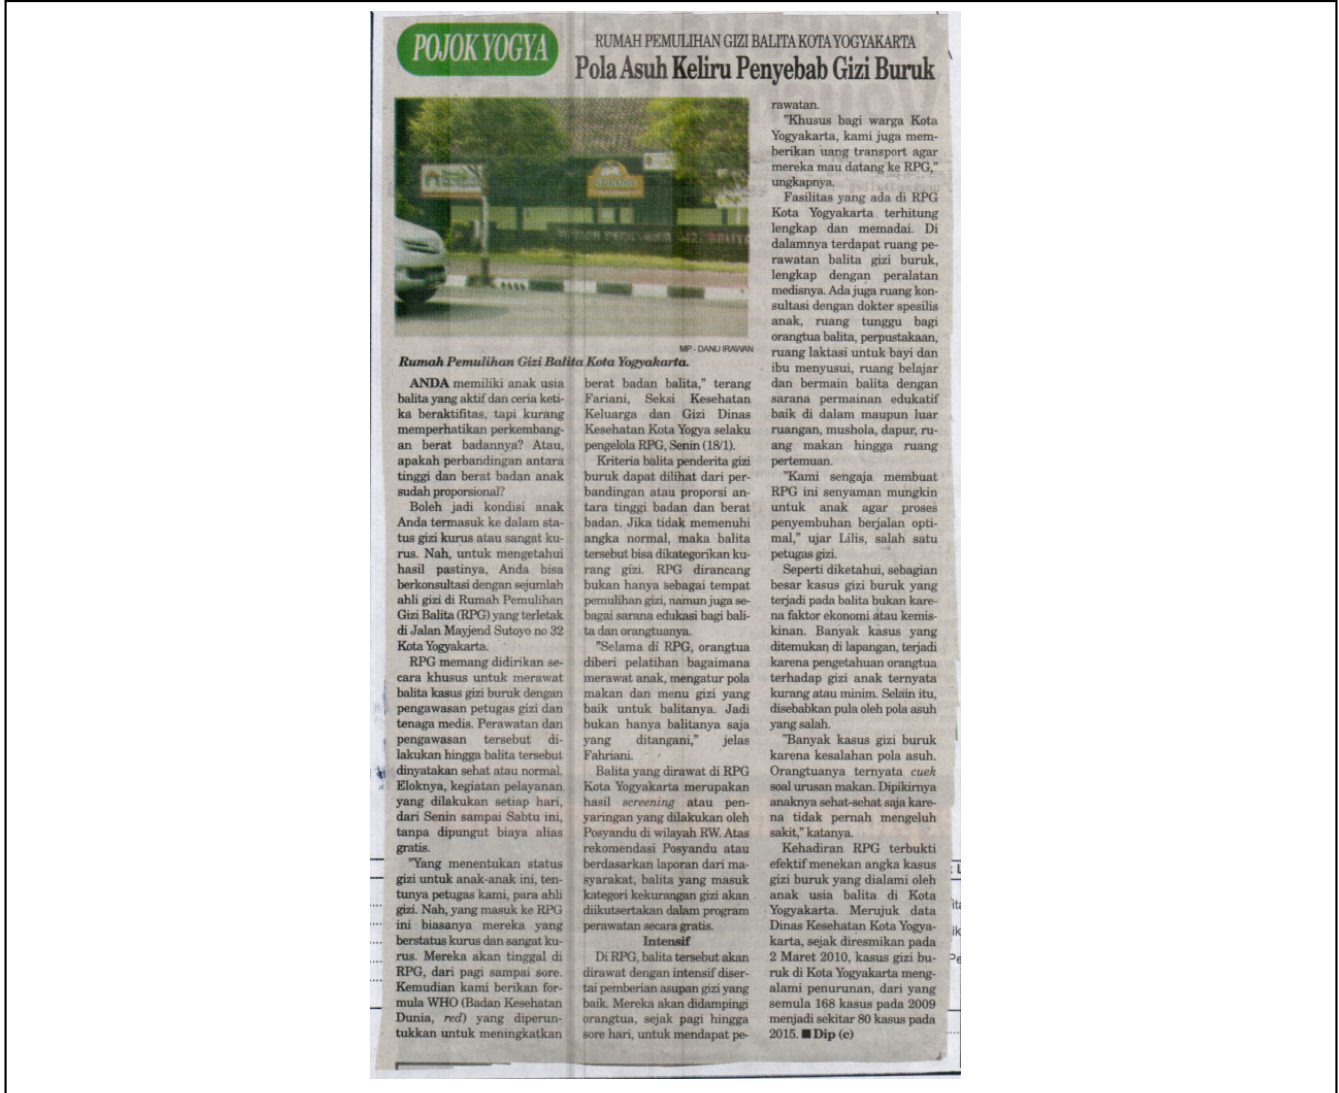 POJOK YOGYA
RUMAH PEMULIHAN GIZI BALITA KOTA YOGYAKARTA
Pola Asuh Keliru Penyebab Gizi Buruk
MP - DANU IRAWAN
Rumah Pemulihan Gizi Balita Kota Yogyakarta.
ANDA memiliki anak usia
balita yang aktif dan ceria keti-
ka beraktifitas, tapi kurang
memperhatikan perkembang-
an berat badannya? Atau,
apakah perbandingan antara
tinggi dan berat badan anak
sudah proporsional?
Boleh jadi kondisi anak
Anda termasuk ke dalam sta-
tus gizi kurus atau sangat ku-
rus. Nah, untuk mengetahui
hasil pastinya, Anda bisa
berkonsultasi dengan sejumlah
ahli gizi di Rumah Pemulihan
Gizi Balita (RPG) yang terletak
di Jalan Mayjend Sutoyo no 32
Kota Yogyakarta.
RPG memang didirikan se-
cara khusus untuk merawat
balita kasus gizi buruk dengan
pengawasan petugas gizi dan
tenaga medis. Perawatan dan
pengawasan tersebut di-
lakukan hingga balita tersebut
dinyatakan sehat atau normal.
Eloknya, kegiatan pelayanan
yang dilakukan setiap hari,
dari Senin sampai Sabtu ini,
tanpa dipungut biaya alias
gratis.
"Yang menentukan status
gizi untuk anak-anak ini, ten-
tunya petugas kami, para ahli
gizi. Nah, yang masuk ke RPG
ini biasanya mereka yang
berstatus kurus dan sangat ku-
rus. Mereka akan tinggal di
RPG, dari pagi sampai sore.
Kemudian kami berikan for-
mula WHO (Badan Kesehatan
Dunia, red) yang diperun-
tukkan untuk meningkatkan
berat badan balita," terang
Fariani, Seksi Kesehatan
Keluarga dan Gizi Dinas
Kesehatan Kota Yogya selaku
pengelola RPG, Senin (18/1).
Kriteria balita penderita gizi
buruk dapat dilihat dari per-
bandingan atau proporsi an-
tara tinggi badan dan berat
badan. Jika tidak memenuhi
angka normal, maka balita
tersebut bisa dikategorikan ku-
rang gizi. RPG dirancang
bukan hanya sebagai tempat
pemulihan gizi, namun juga se-
bagai sarana edukasi bagi bali-
ta dan orangtuanya.
"Selama di RPG, orangtua
diberi pelatihan bagaimana
merawat anak, mengatur pola
makan dan menu gizi yang
baik untuk balitanya. Jadi
bukan hanya balitanya saja
yang ditangani," jelas
Fahriani.
Balita yang dirawat di RPG
Kota Yogyakarta merupakan
hasil screening atau pen-
yaringan yang dilakukan oleh
Posyandu di wilayah RW. Atas
rekomendasi Posyandu atau
berdasarkan laporan dari ma-
syarakat, balita yang masuk
kategori kekurangan gizi akan
diikutsertakan dalam program
perawatan secara gratis.
Intensif
Di RPG, balita tersebut akan
dirawat dengan intensif diser-
tai pemberian asupan gizi yang
baik. Mereka akan didampingi
orangtua, sejak pagi hingga
sore hari, untuk mendapat pe-
rawatan.
"Khusus bagi warga Kota
Yogyakarta, kami juga mem-
berikan uang transport agar
mereka mau datang ke RPG,"
ungkapnya.
Fasilitas yang ada di RPG
Kota Yogyakarta terhitung
lengkap dan memadai. Di
dalamnya terdapat ruang pe-
rawatan balita gizi buruk,
lengkap dengan peralatan
medisnya. Ada juga ruang kon-
sultasi dengan dokter spesilis
anak, ruang tunggu bagi
orangtua balita, perpustakaan,
ruang laktasi untuk bayi dan
ibu menyusui, ruang belajar
dan bermain balita dengan
sarana permainan edukatif
baik di dalam maupun luar
ruangan, mushola, dapur, ru-
ang makan hingga ruang
pertemuan.
"Kami sengaja membuat
RPG ini senyaman mungkin
untuk anak agar proses
penyembuhan berjalan opti-
mal," ujar Lilis, salah satu
petugas gizi.
Seperti diketahui, sebagian
besar kasus gizi buruk yang
terjadi pada balita bukan kare-
na faktor ekonomi atau kemis-
kinan. Banyak kasus yang
ditemukan di lapangan, terjadi
karena pengetahuan orangtua
terhadap gizi anak ternyata
kurang atau minim. Selain itu,
disebabkan pula oleh pola asuh
yang salah.
"Banyak kasus gizi buruk
karena kesalahan pola asuh.
Orangtuanya ternyata cuek
soal urusan makan. Dipikirnya
anaknya sehat-sehat saja kare-
na tidak pernah mengeluh
sakit," katanya.
Kehadiran RPG terbukti
efektif menekan angka kasus
gizi buruk yang dialami oleh
anak usia balita di Kota
Yogyakarta. Merujuk data
Dinas Kesehatan Kota Yogya-
karta, sejak diresmikan pada
2 Maret 2010, kasus gizi bu-
ruk di Kota Yogyakarta meng-
alami penurunan, dari yang
semula 168 kasus pada 2009
menjadi sekitar 80 kasus pada
2015. ■ Dip (c)